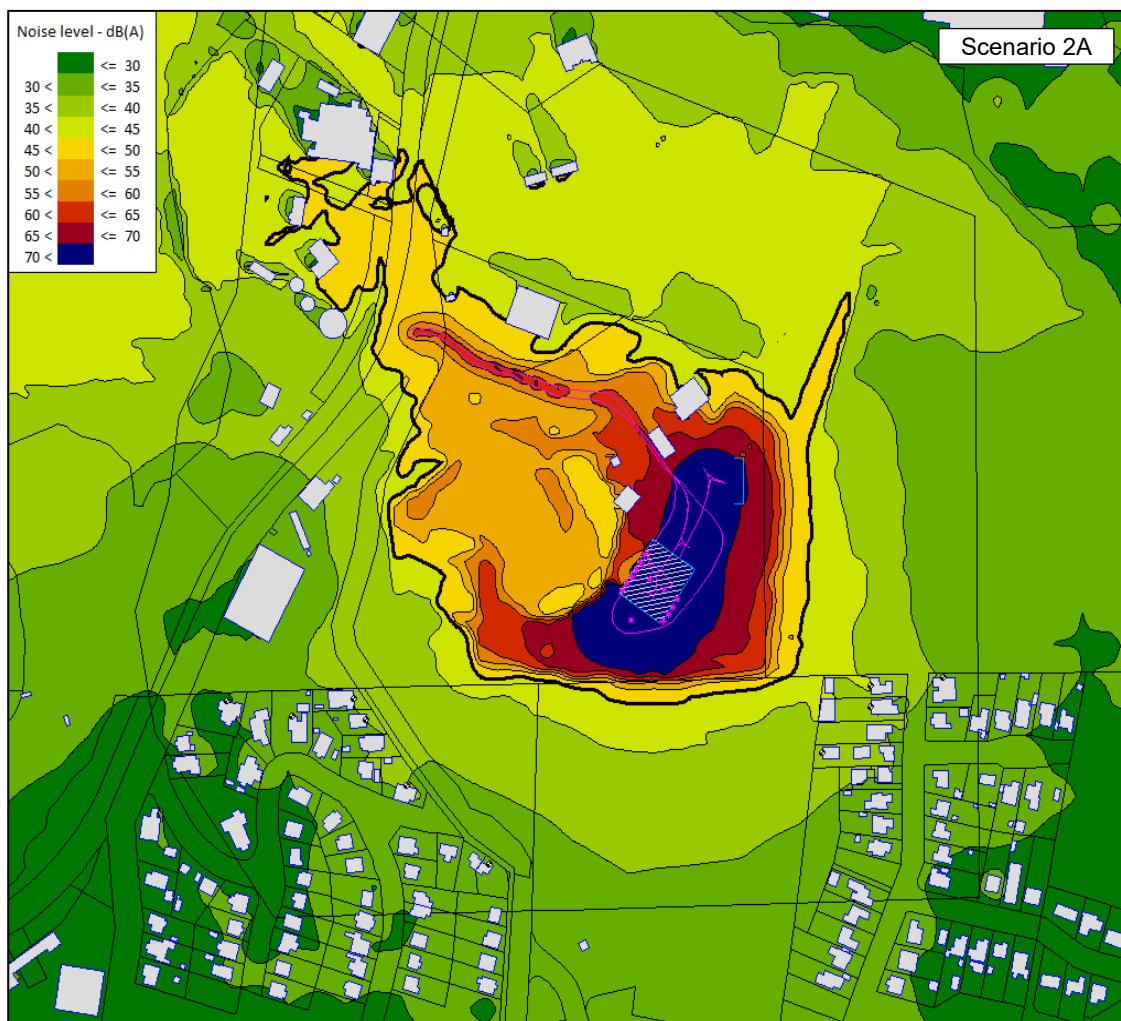 Noise level - dB(A)
<= 30
30 < <= 35
35 < <= 40
40 < <= 45
45 < <= 50
50 < <= 55
55 < <= 60
60 < <= 65
65 < <= 70
70 <
Scenario 2A